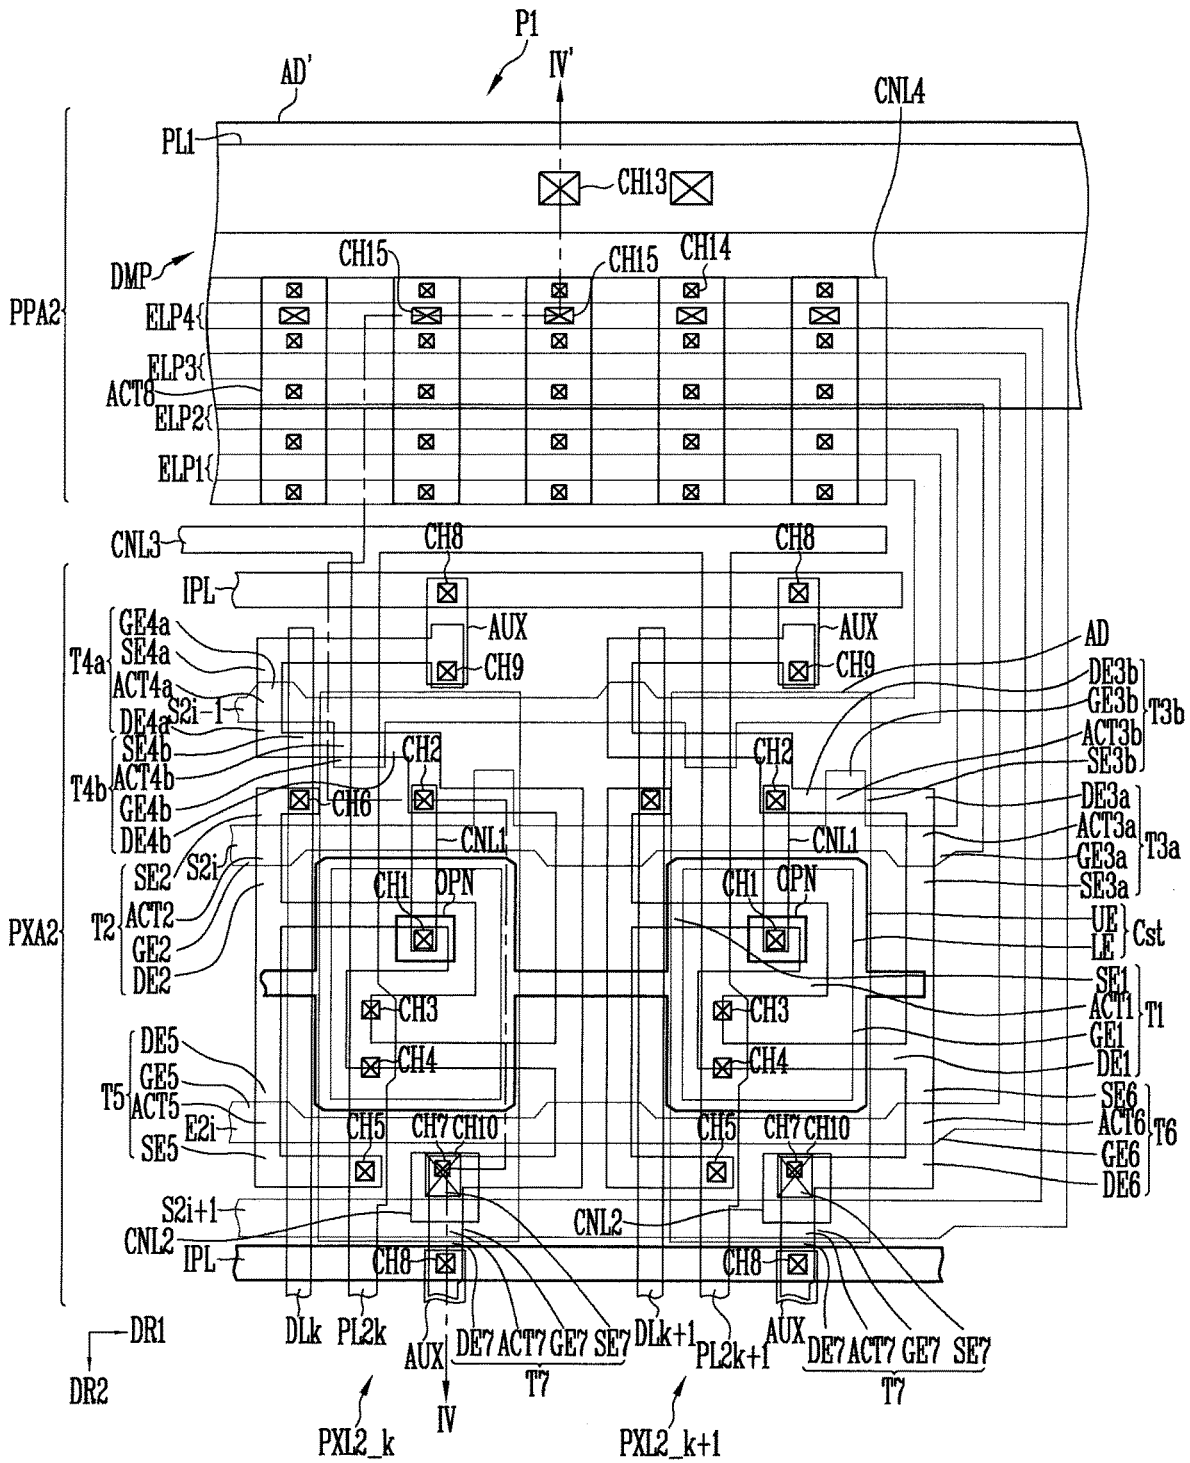 P1
IV'
AD'
CNL4
PL1
CH13
CH15
CH15
CH14
DMP
PPA2
ELP4
ELP3
ACT8
ELP2
ELP1
CNL3
CH8
CH8
IPL
GE4a
AUX
AUX
AD
T4a
SE4a
CH9
CH9
DE3b
ACT4a
GE3b
T3b
S2i-1
DE4a
ACT3b
SE4b
CH2
CH2
SE3b
T4b
ACT4b
GE4b
CH6
DE3a
DE4b
CNL1
CNL1
ACT3a
T3a
S2i
GE3a
SE2
CH1
OPN
CH1
OPN
SE3a
PXA2
T2
ACT2
UE
Cst
GE2
LE
DE2
SE1
CH3
CH3
ACT1
T1
DE5
GE1
CH4
CH4
DE1
T5
GE5
ACT5
SE6
E2i
CH5
CH7
CH10
CH5
CH7
CH10
ACT6
T6
SE5
GE6
DE6
S2i+1
CNL2
CNL2
IPL
CH8
CH8
DR1
DLk
PL2k
AUX
DE7
ACT7
GE7
SE7
DLk+1
PL2k+1
AUX
DE7
ACT7
GE7
SE7
DR2
T7
T7
IV
PXL2_k
PXL2_k+1